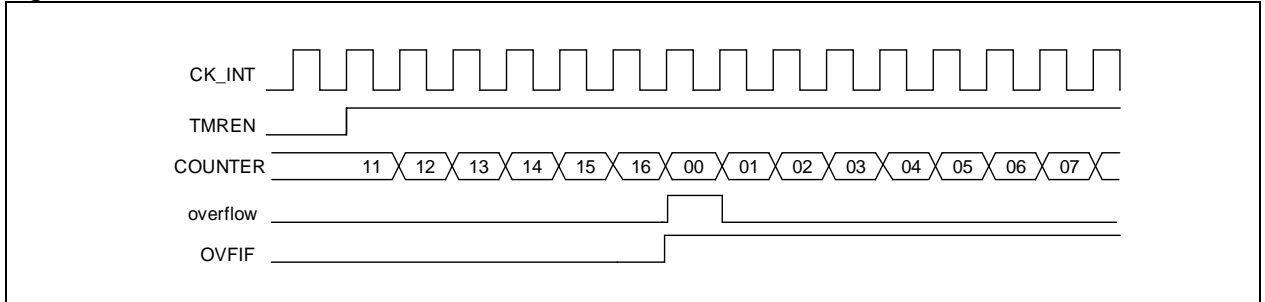 CK_INT
TMREN
COUNTER 11 12 13 14 15 16 00 01 02 03 04 05 06 07
overflow
OVFIF